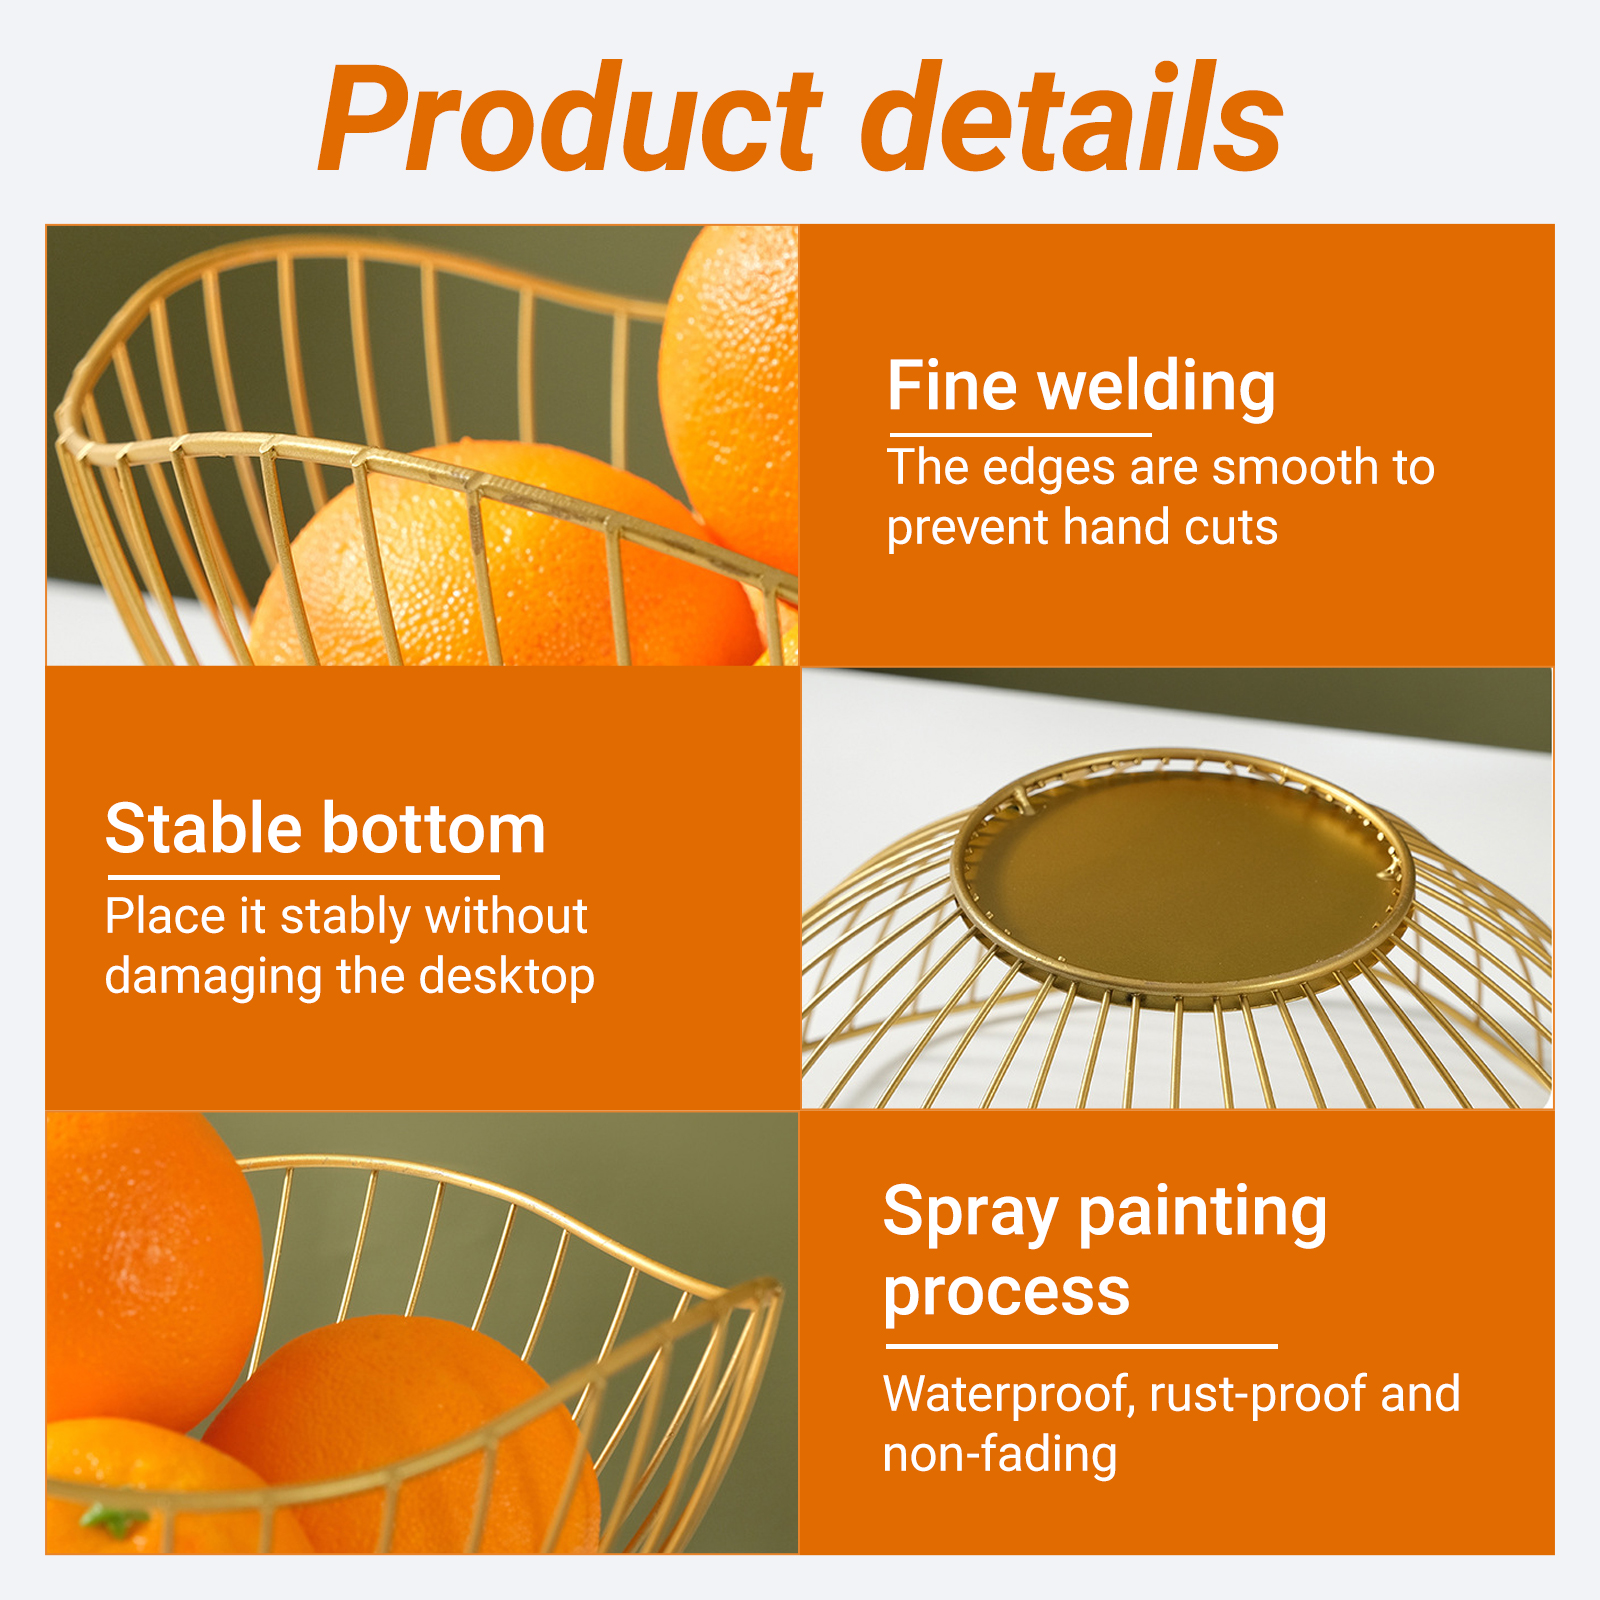 Product details
Fine welding
The edges are smooth to
prevent hand cuts
Stable bottom
Place it stably without
damaging the desktop
Spray painting
process
Waterproof, rust-proof and
non-fading